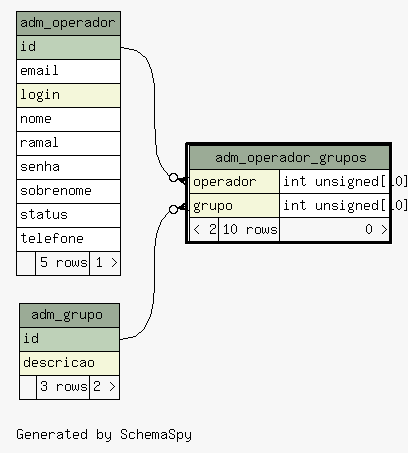 adm_operador
id
email
login
nome
ramal
senha
sobrenome
status
telefone
5 rows 1 >
adm_operador_grupos
operador int unsigned[10]
grupo int unsigned[10]
< 2 10 rows 0 >
adm_grupo
id
descricao
3 rows 2 >
Generated by SchemaSpy